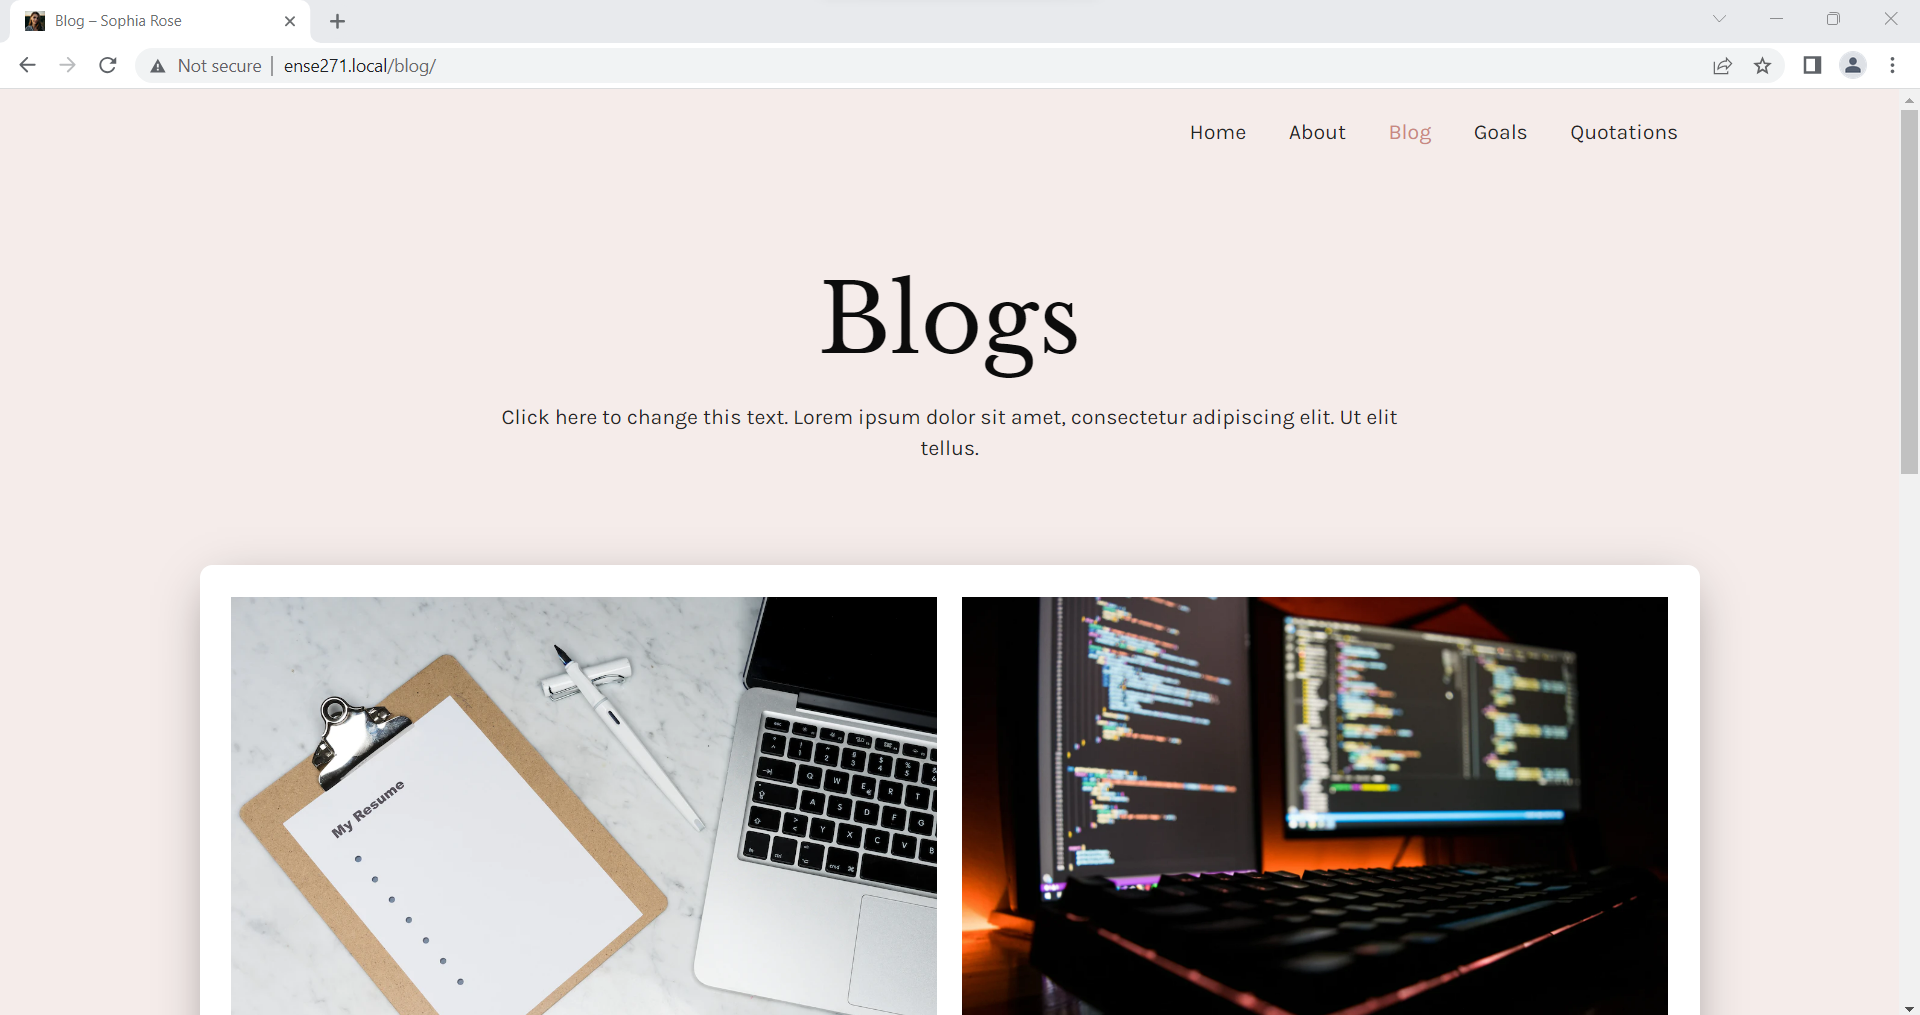 Blog – Sophia Rose
Not secure
ense271.local/blog/
Home About Blog Goals Quotations
Blogs
Click here to change this text. Lorem ipsum dolor sit amet, consectetur adipiscing elit. Ut elit
tellus.
My Resume